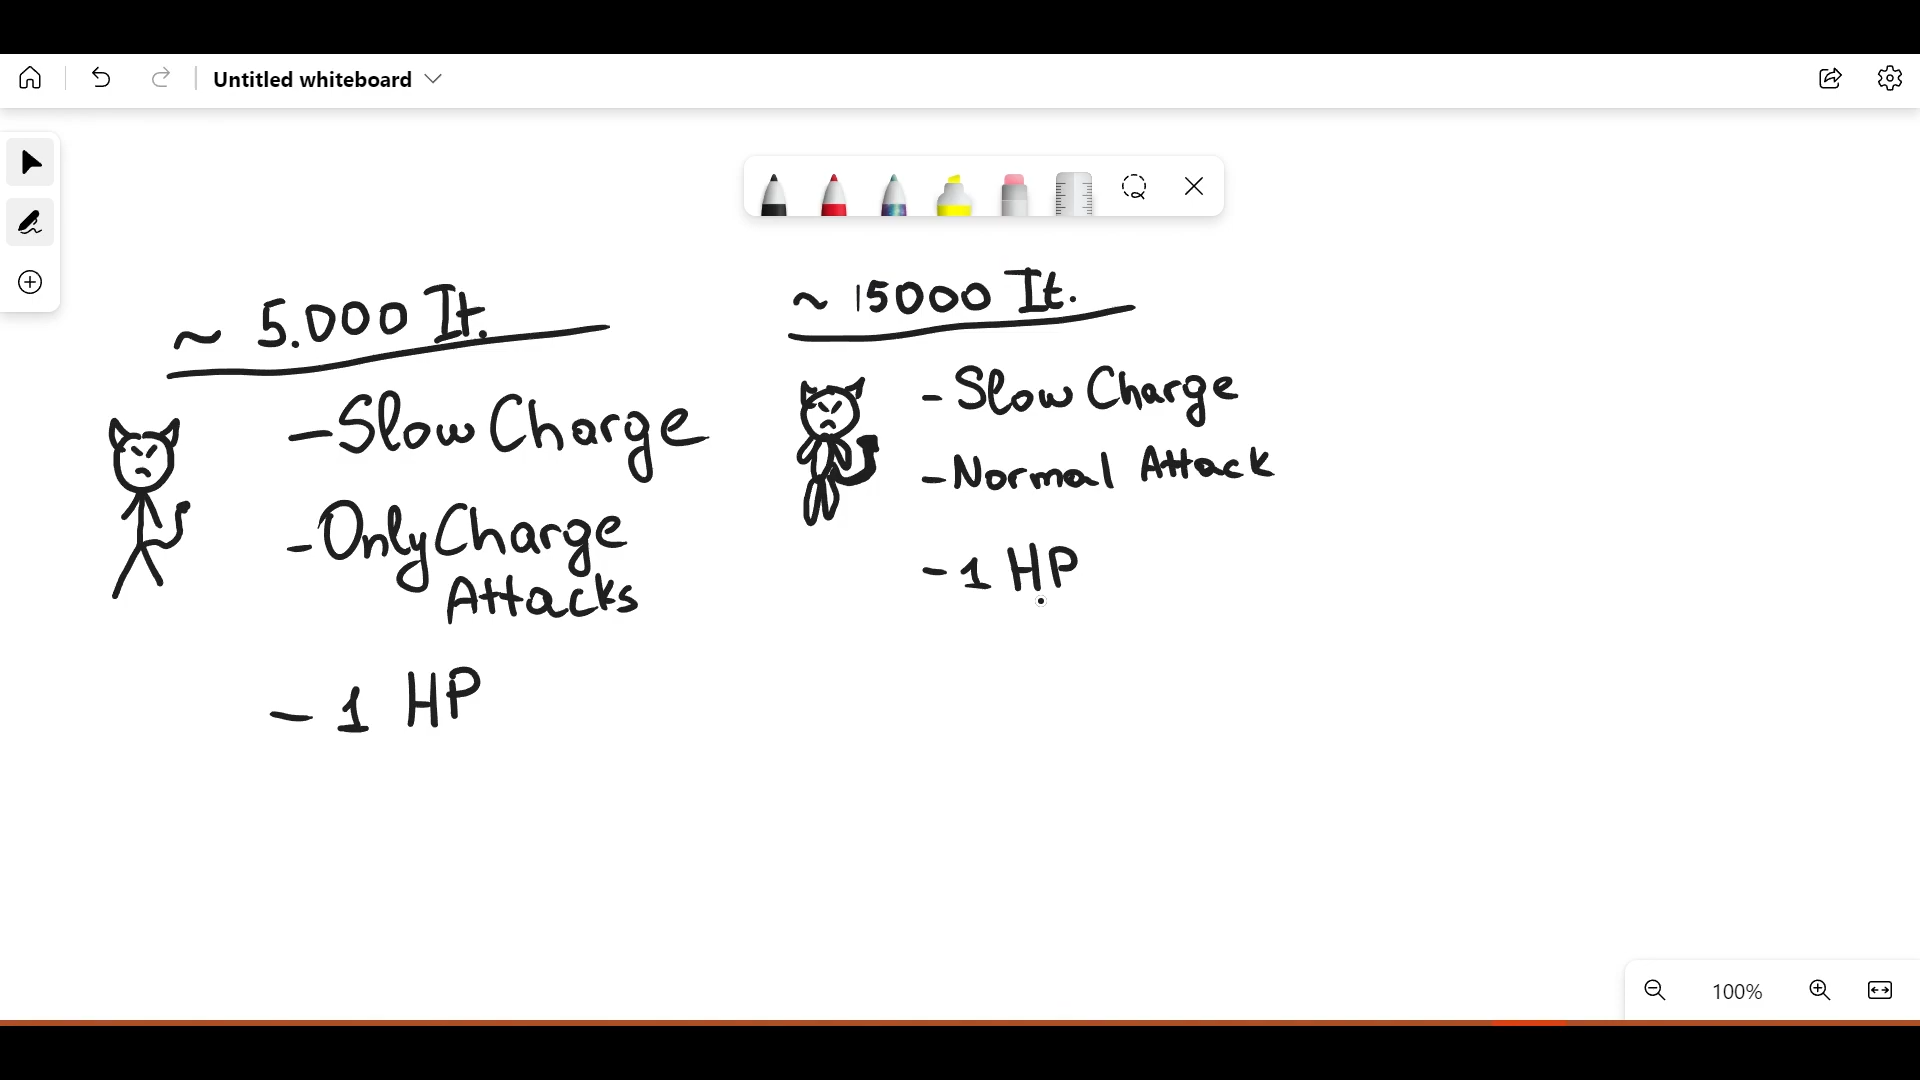 Untitled whiteboard
~ 5.000 It.
- Slow Charge
- Only Charge
Attacks
- 1 HP
~ 15000 It.
- Slow Charge
- Normal Attack
- 1 HP
100%